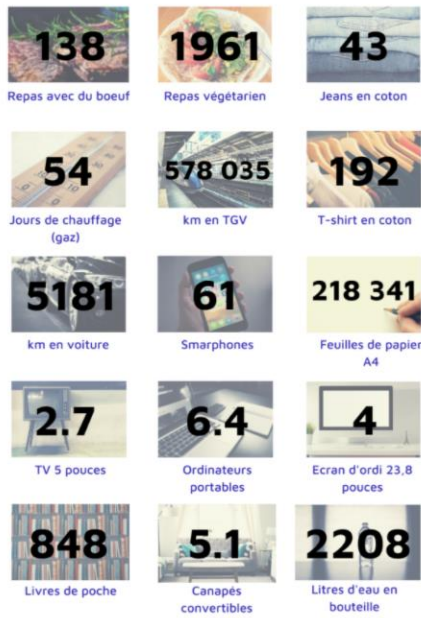 138 1961 43
Repas avec du boeuf Repas végétarien Jeans en coton
54 578 035 192
Jours de chauffage km en TGV T-shirt en coton
(gaz)
5181 61 218 341
km en voiture Smarphones Feuilles de papier
A4
2.7 6.4 4
TV 5 pouces Ordinateurs Ecran d'ordi 23,8
portables pouces
848 5.1 2208
Livres de poche Canapés Litres d'eau en
convertibles bouteille